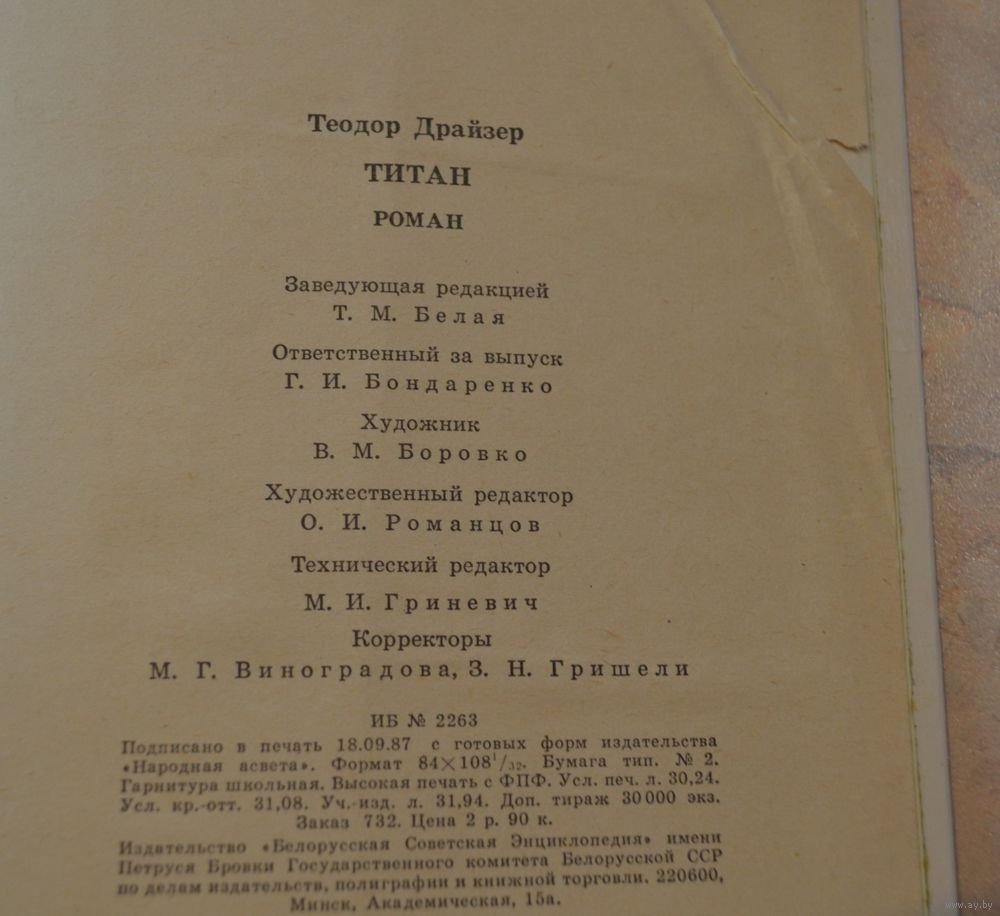 Теодор Драйзер
ТИТАН
РОМАН
Заведующая редакцией
Т. М. Белая
Ответственный за выпуск
Г. И. Бондаренко
Художник
В. М. Боровко
Художественный редактор
О. И. Романцов
Технический редактор
М. И. Гриневич
Корректоры
М. Г. Виноградова, З. Н. Гришели
ИБ № 2263
Подписано в печать 18.09.87 с готовых форм издательства
«Народная асвета». Формат 84×108¹/₃₂. Бумага тип. № 2.
Гарнитура школьная. Высокая печать с ФПФ. Усл. печ. л. 30,24.
Усл. кр.-отт. 31,08. Уч.-изд. л. 31,94. Доп. тираж 30 000 экз.
Заказ 732. Цена 2 р. 90 к.
Издательство «Белорусская Советская Энциклопедия» имени
Петруся Бровки Государственного комитета Белорусской ССР
по делам издательств, полиграфии и книжной торговли. 220600,
Минск, Академическая, 15а.
www.ay.by